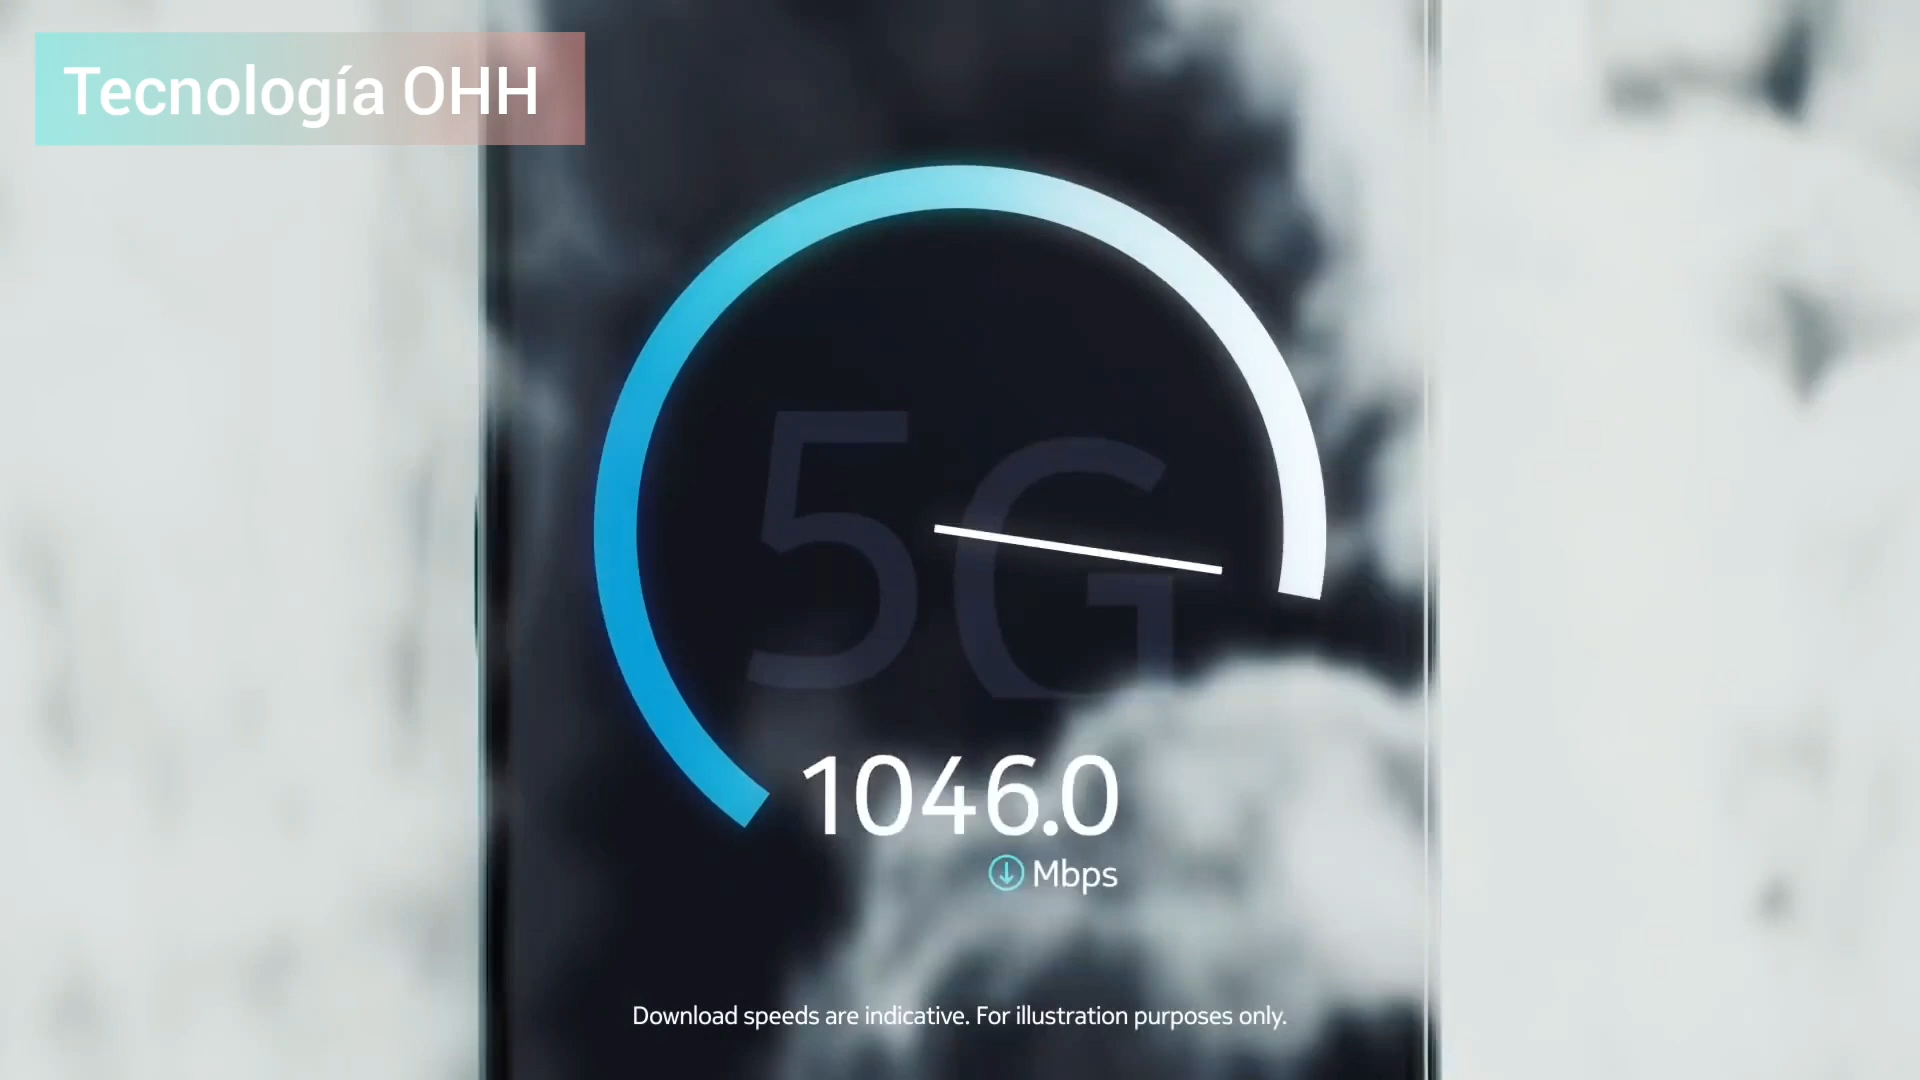 Tecnología OHH
5G
1046.0
Mbps
Download speeds are indicative. For illustration purposes only.